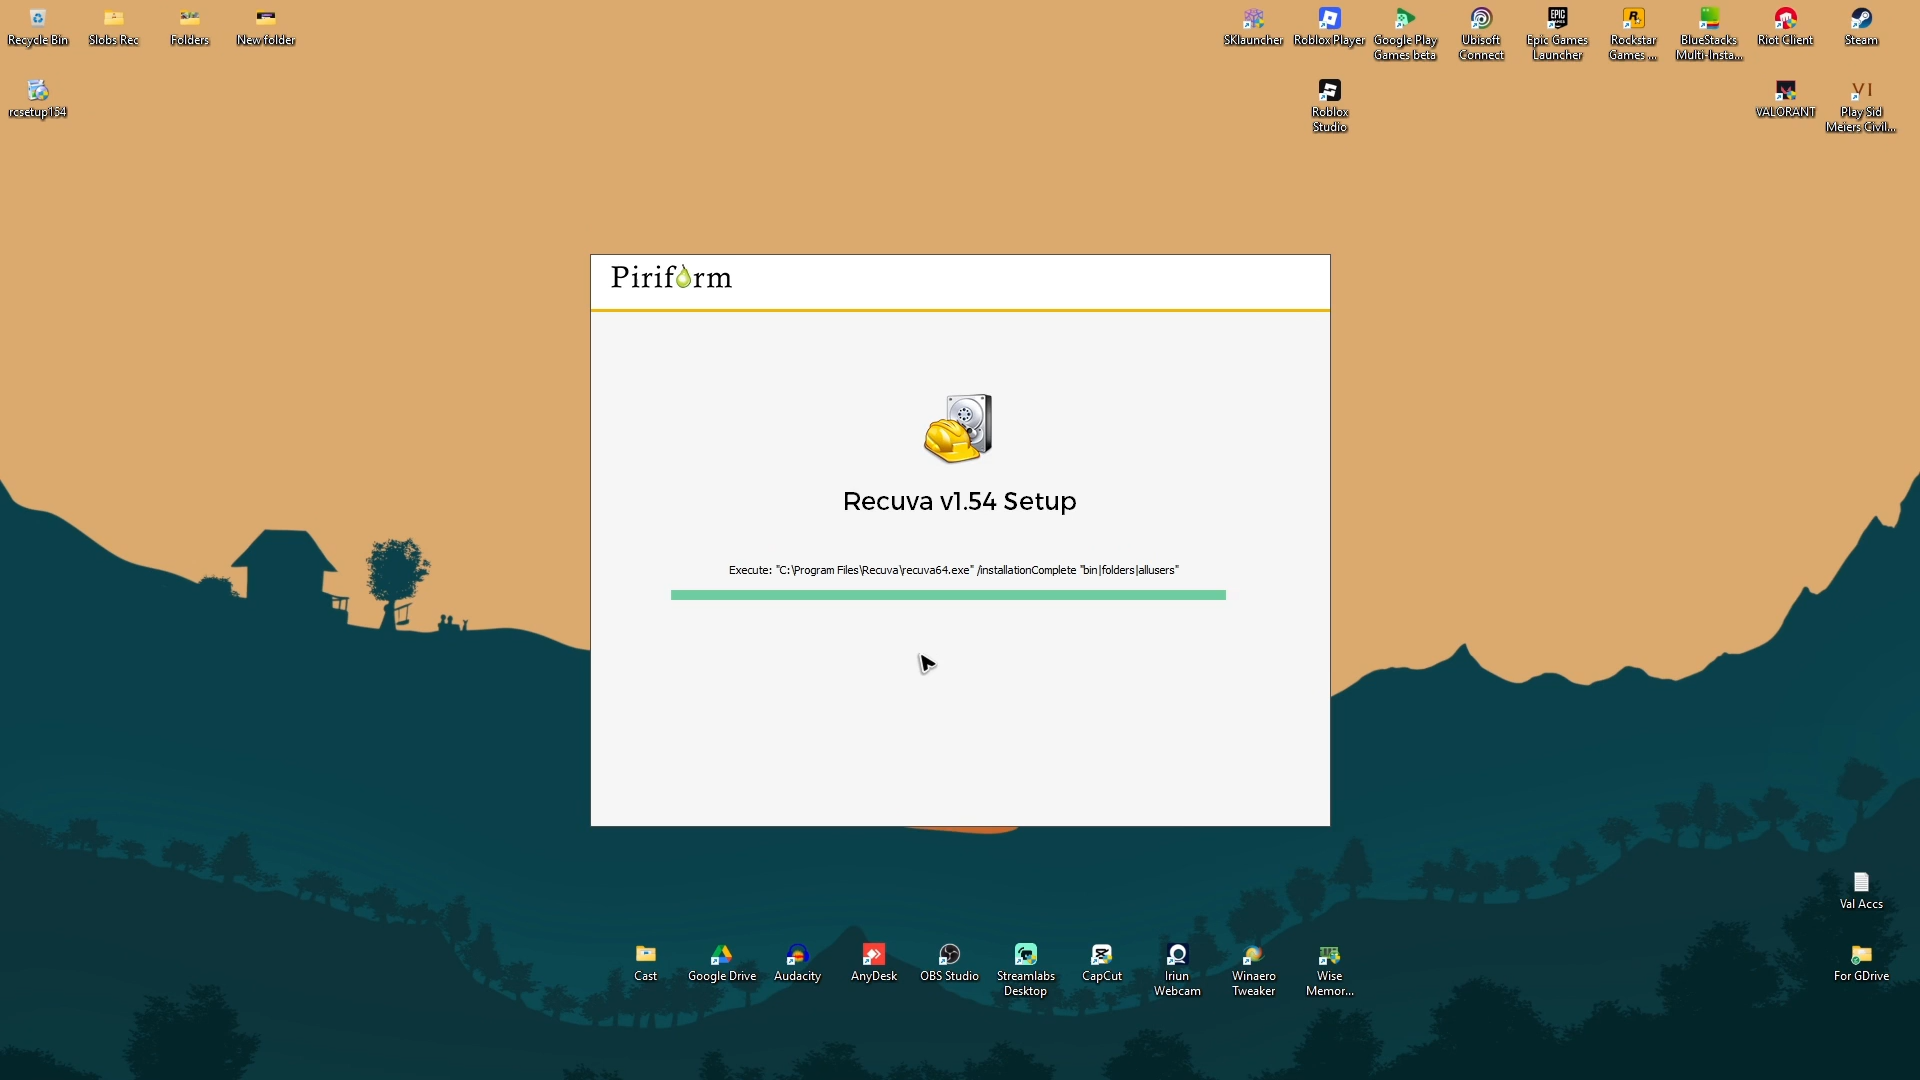 Recycle Bin
Slobs Rec
Folders
New folder
SKlauncher
Roblox Player
Google Play
Games beta
Ubisoft
Connect
Epic Games
Launcher
Rockstar
Games ...
BlueStacks
Multi-Insta...
Riot Client
Steam
rcsetup154
Roblox
Studio
VALORANT
VI
Play Sid
Meiers Civil...
Piriform
Recuva v1.54 Setup
Execute: "C:\Program Files\Recuva\recuva64.exe" /installationComplete "bin|folders|allusers"
Val Accs
Cast
Google Drive
Audacity
AnyDesk
OBS Studio
Streamlabs
Desktop
CapCut
Iriun
Webcam
Winaero
Tweaker
Wise
Memor...
For GDrive